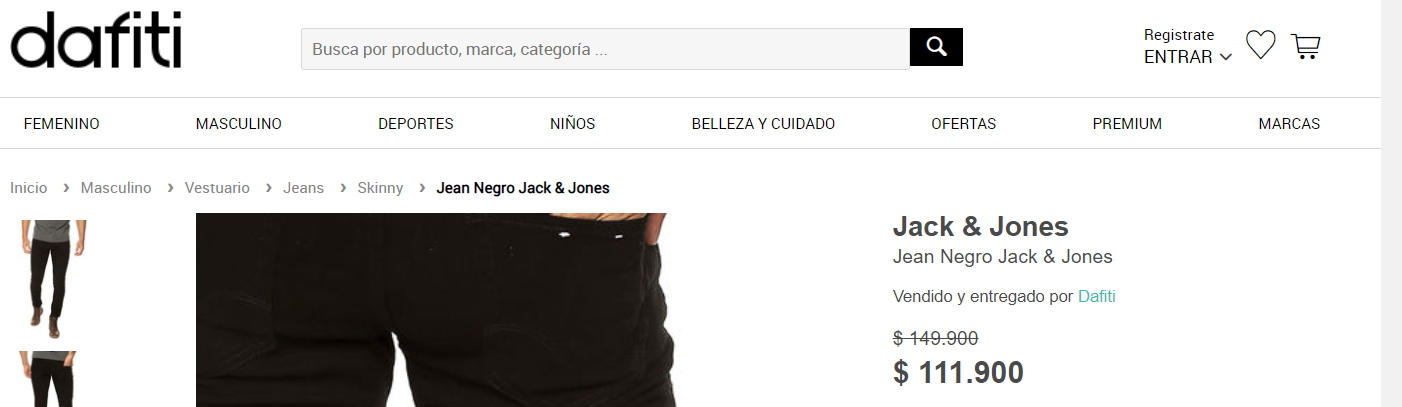 dafiti
Busca por producto, marca, categoría ...
Registrate
ENTRAR
FEMENINO MASCULINO DEPORTES NIÑOS BELLEZA Y CUIDADO OFERTAS PREMIUM MARCAS
Inicio › Masculino › Vestuario › Jeans › Skinny › Jean Negro Jack & Jones
Jack & Jones
Jean Negro Jack & Jones
Vendido y entregado por Dafiti
$ 149.900
$ 111.900